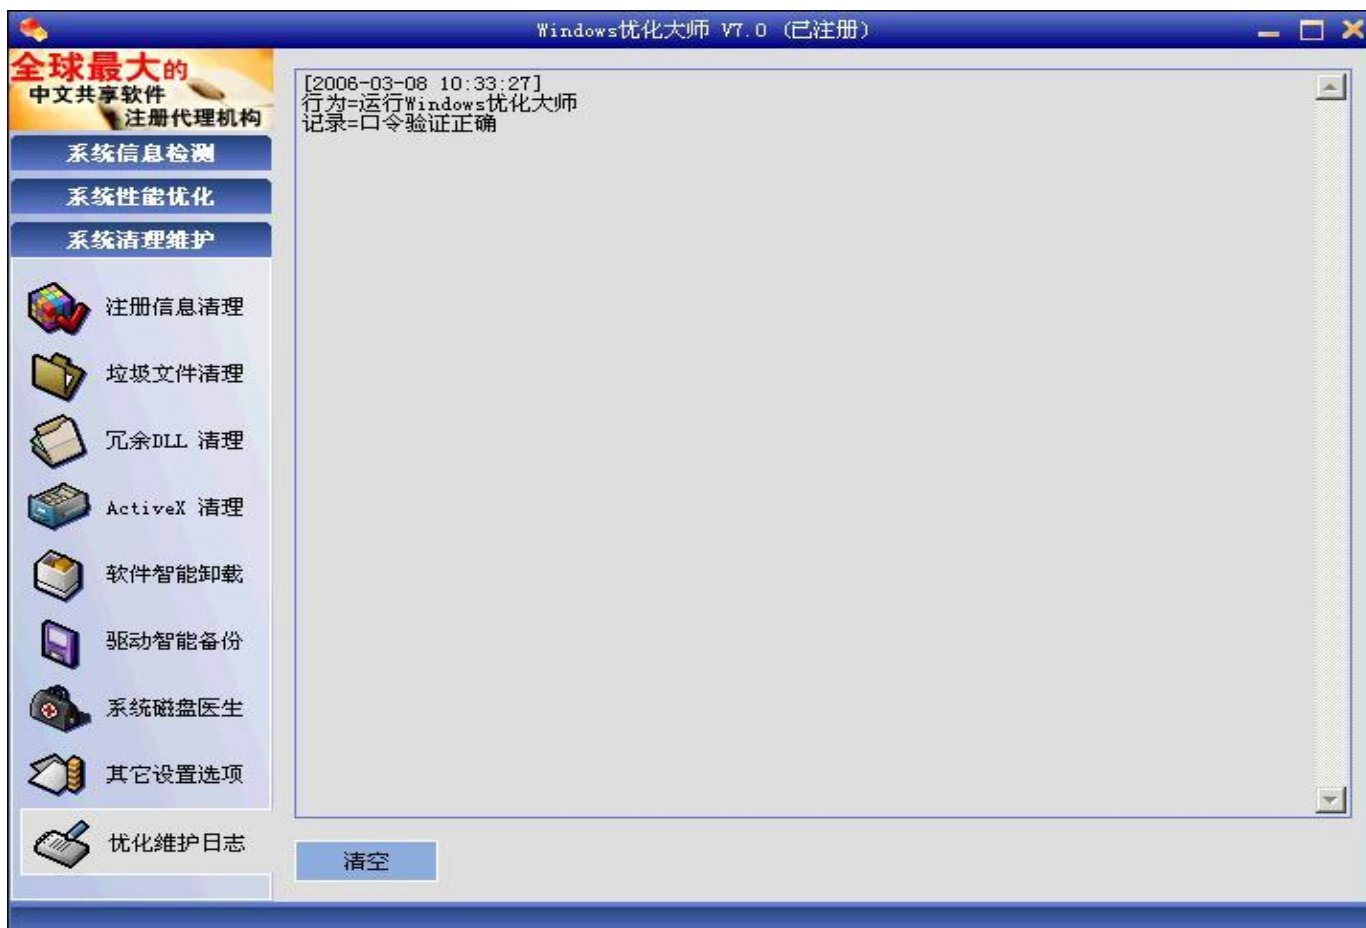 Windows优化大师 V7.0 (已注册)
全球最大的
中文共享软件
注册代理机构
系统信息检测
系统性能优化
系统清理维护
注册信息清理
垃圾文件清理
冗余DLL 清理
ActiveX 清理
软件智能卸载
驱动智能备份
系统磁盘医生
其它设置选项
优化维护日志
[2006-03-08 10:33:27]
行为=运行Windows优化大师
记录=口令验证正确
清空